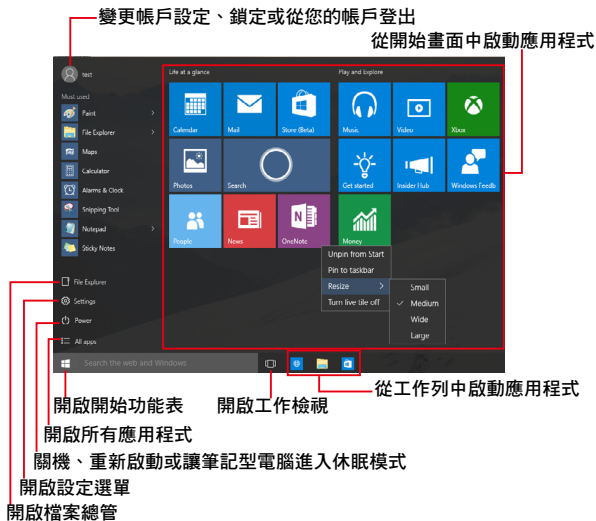 變更帳戶設定、鎖定或從您的帳戶登出
從開始畫面中啟動應用程式
test
Most used
Paint
File Explorer
Maps
Calculator
Alarms & Clock
Snipping Tool
Notepad
Sticky Notes
File Explorer
Settings
Power
All apps
Search the web and Windows
Life at a glance
Play and Explore
Calendar
Mail
Store (Beta)
Music
Video
Xbox
Photos
Search
Get started
Insider Hub
Windows Feedb
People
News
OneNote
Money
Unpin from Start
Pin to taskbar
Resize
Turn live tile off
Small
Medium
Wide
Large
從工作列中啟動應用程式
開啟開始功能表
開啟工作檢視
開啟所有應用程式
關機、重新啟動或讓筆記型電腦進入休眠模式
開啟設定選單
開啟檔案總管